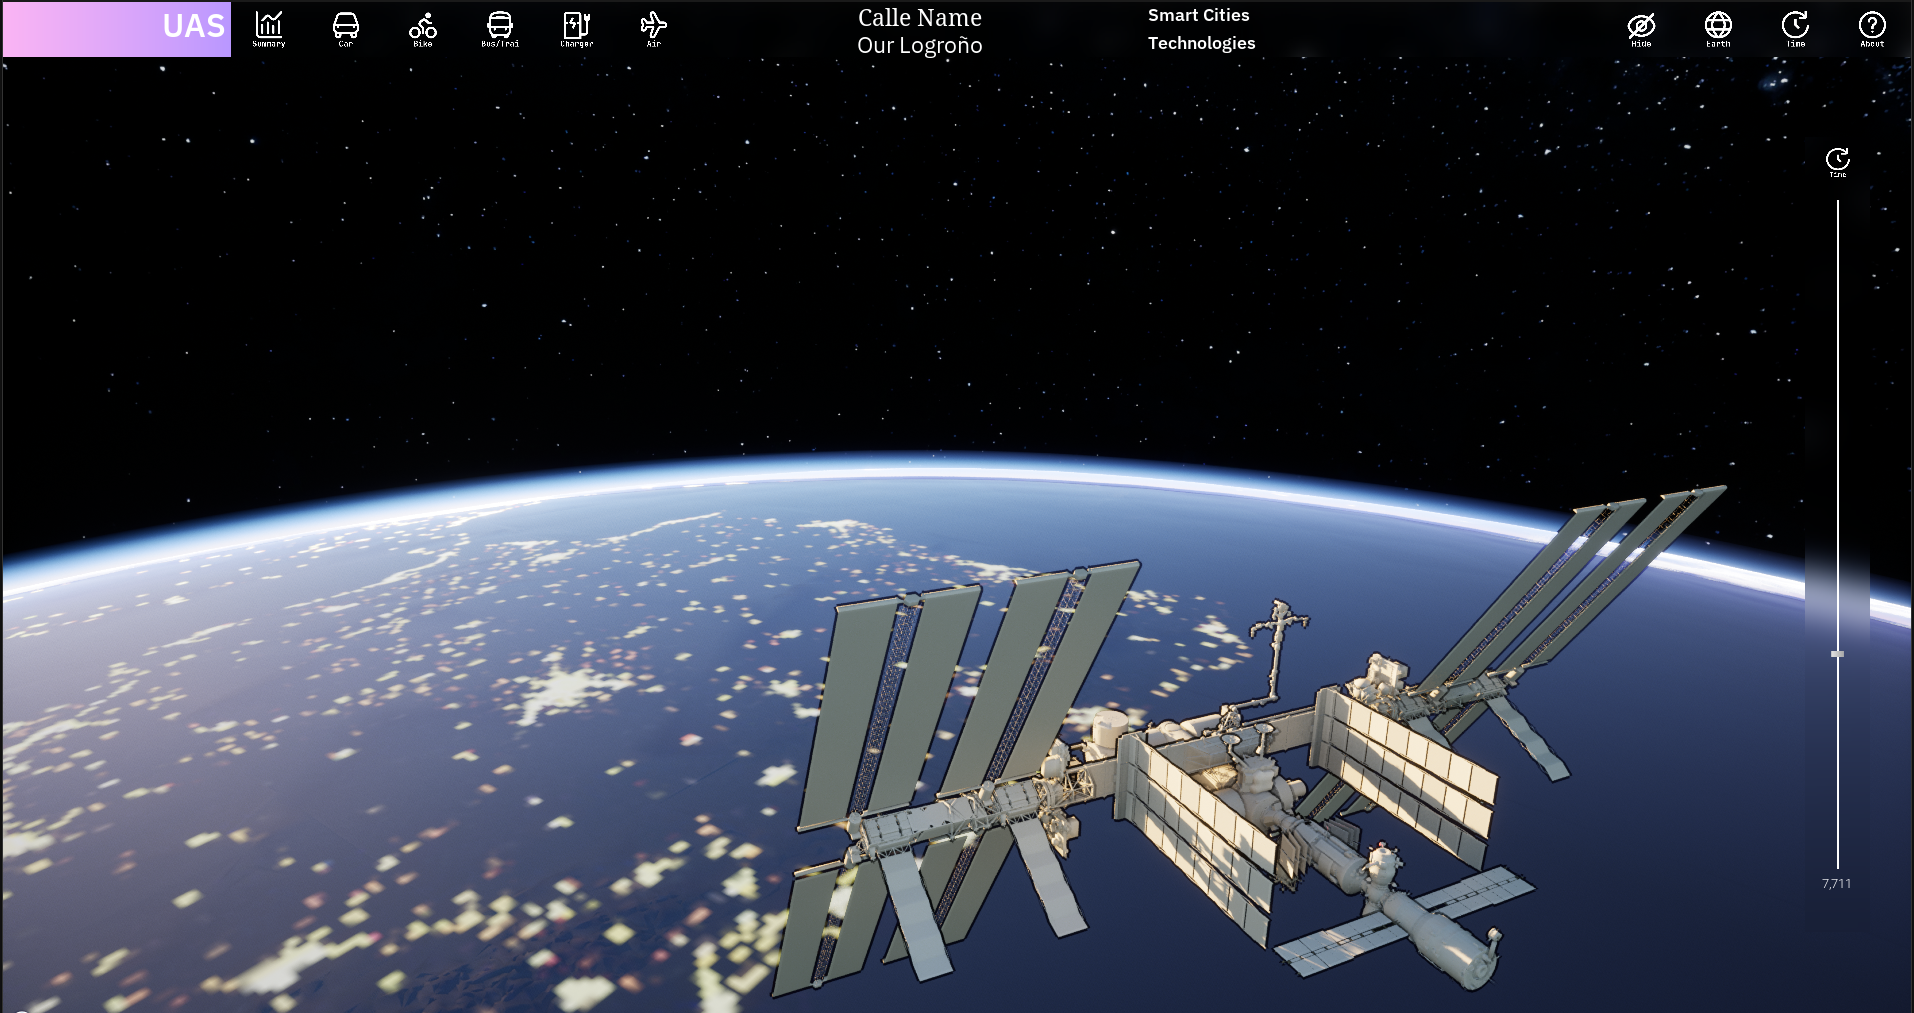 UAS
Summary
Car
Bike
Bus/Trai
Charger
Air
Calle Name
Our Logroño
Smart Cities
Technologies
Hide
Earth
Time
About
Time
7,711